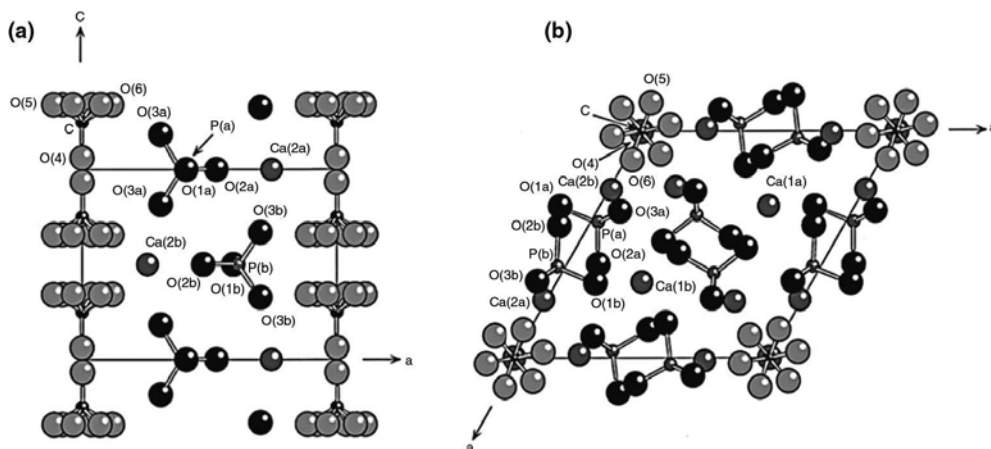 (a)
C
O(5)
O(6)
C
O(3a)
P(a)
O(4)
Ca(2a)
O(3a)
O(1a)
O(2a)
O(3b)
Ca(2b)
P(b)
O(2b)
O(1b)
O(3b)
a
(b)
O(5)
C
a
O(4)
O(6)
Ca(2b)
O(1a)
O(3a)
Ca(1a)
O(2b)
P(a)
P(b)
O(2a)
O(3b)
Ca(1b)
Ca(2a)
O(1b)
a